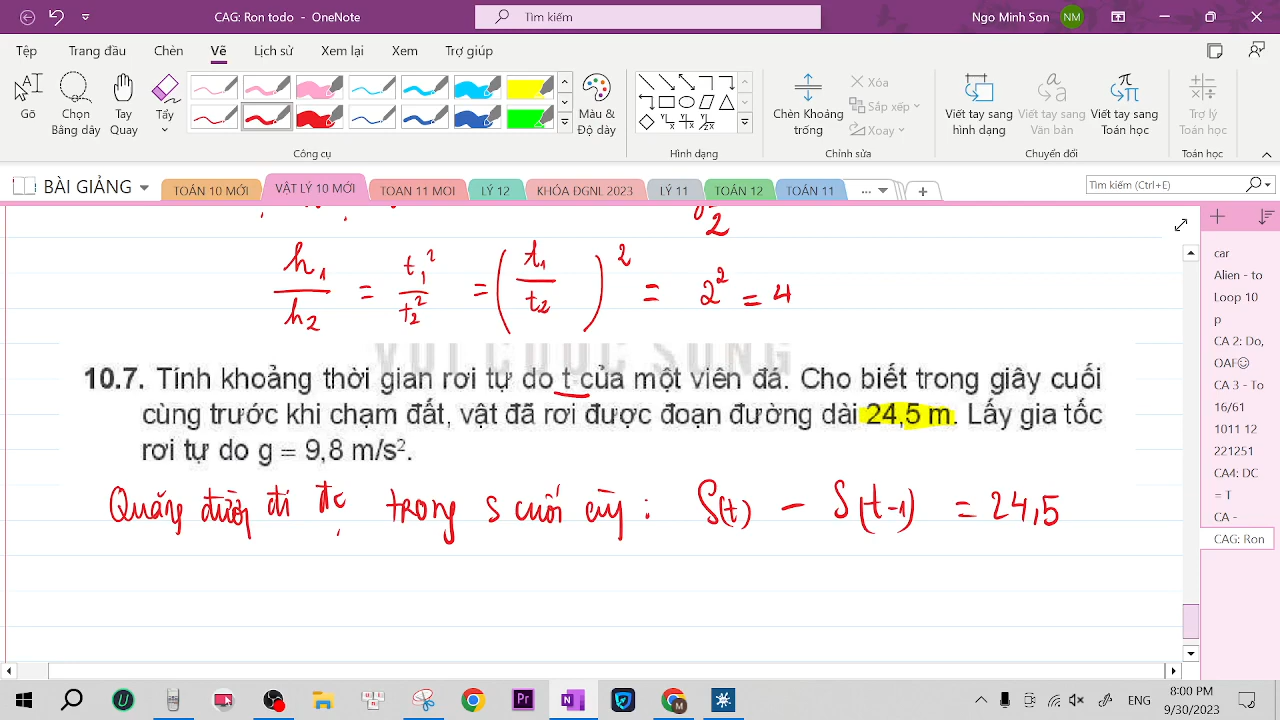 CAG: Ron todo - OneNote
Tìm kiếm
Ngo Minh Son
NM
Tệp Trang đầu Chèn Vẽ Lịch sử Xem lại Xem Trợ giúp
Gõ
Chọn Bằng dây
Tay Quay
Tẩy
Màu & Độ dày
Chèn Khoảng trống
Xóa
Sắp xếp
Xoay
Viết tay sang hình dạng
Viết tay sang Văn bản
Viết tay sang Toán học
Trợ lý Toán học
Công cụ
Hình dạng
Chỉnh sửa
Chuyển đổi
Toán học
BÀI GIẢNG
TOÁN 10 MỚI
VẬT LÝ 10 MỚI
TOAN 11 MOI
LÝ 12
KHÓA ĐGNL 2023
LÝ 11
TOÁN 12
TOÁN 11
...
Tìm kiếm (Ctrl+E)
2
h1/h2 = t1²/t2² = (t1/t2)² = 2² = 4
10.7. Tính khoảng thời gian rơi tự do t của một viên đá. Cho biết trong giây cuối
cùng trước khi chạm đất, vật đã rơi được đoạn đường dài 24,5 m. Lấy gia tốc
rơi tự do g = 9,8 m/s².
Quãng đường đi đc trong s cuối cùng : S(t) - S(t-1) = 24,5
car
Alien - to
Loop 10
p
CA 2: Do,
OAI
CA 3 - To
16/61
1011 12
221251
CA4: DC
= T
CA -
CAG: Ron
Pr
N
M
ENG
8:00 PM
9/30/2023